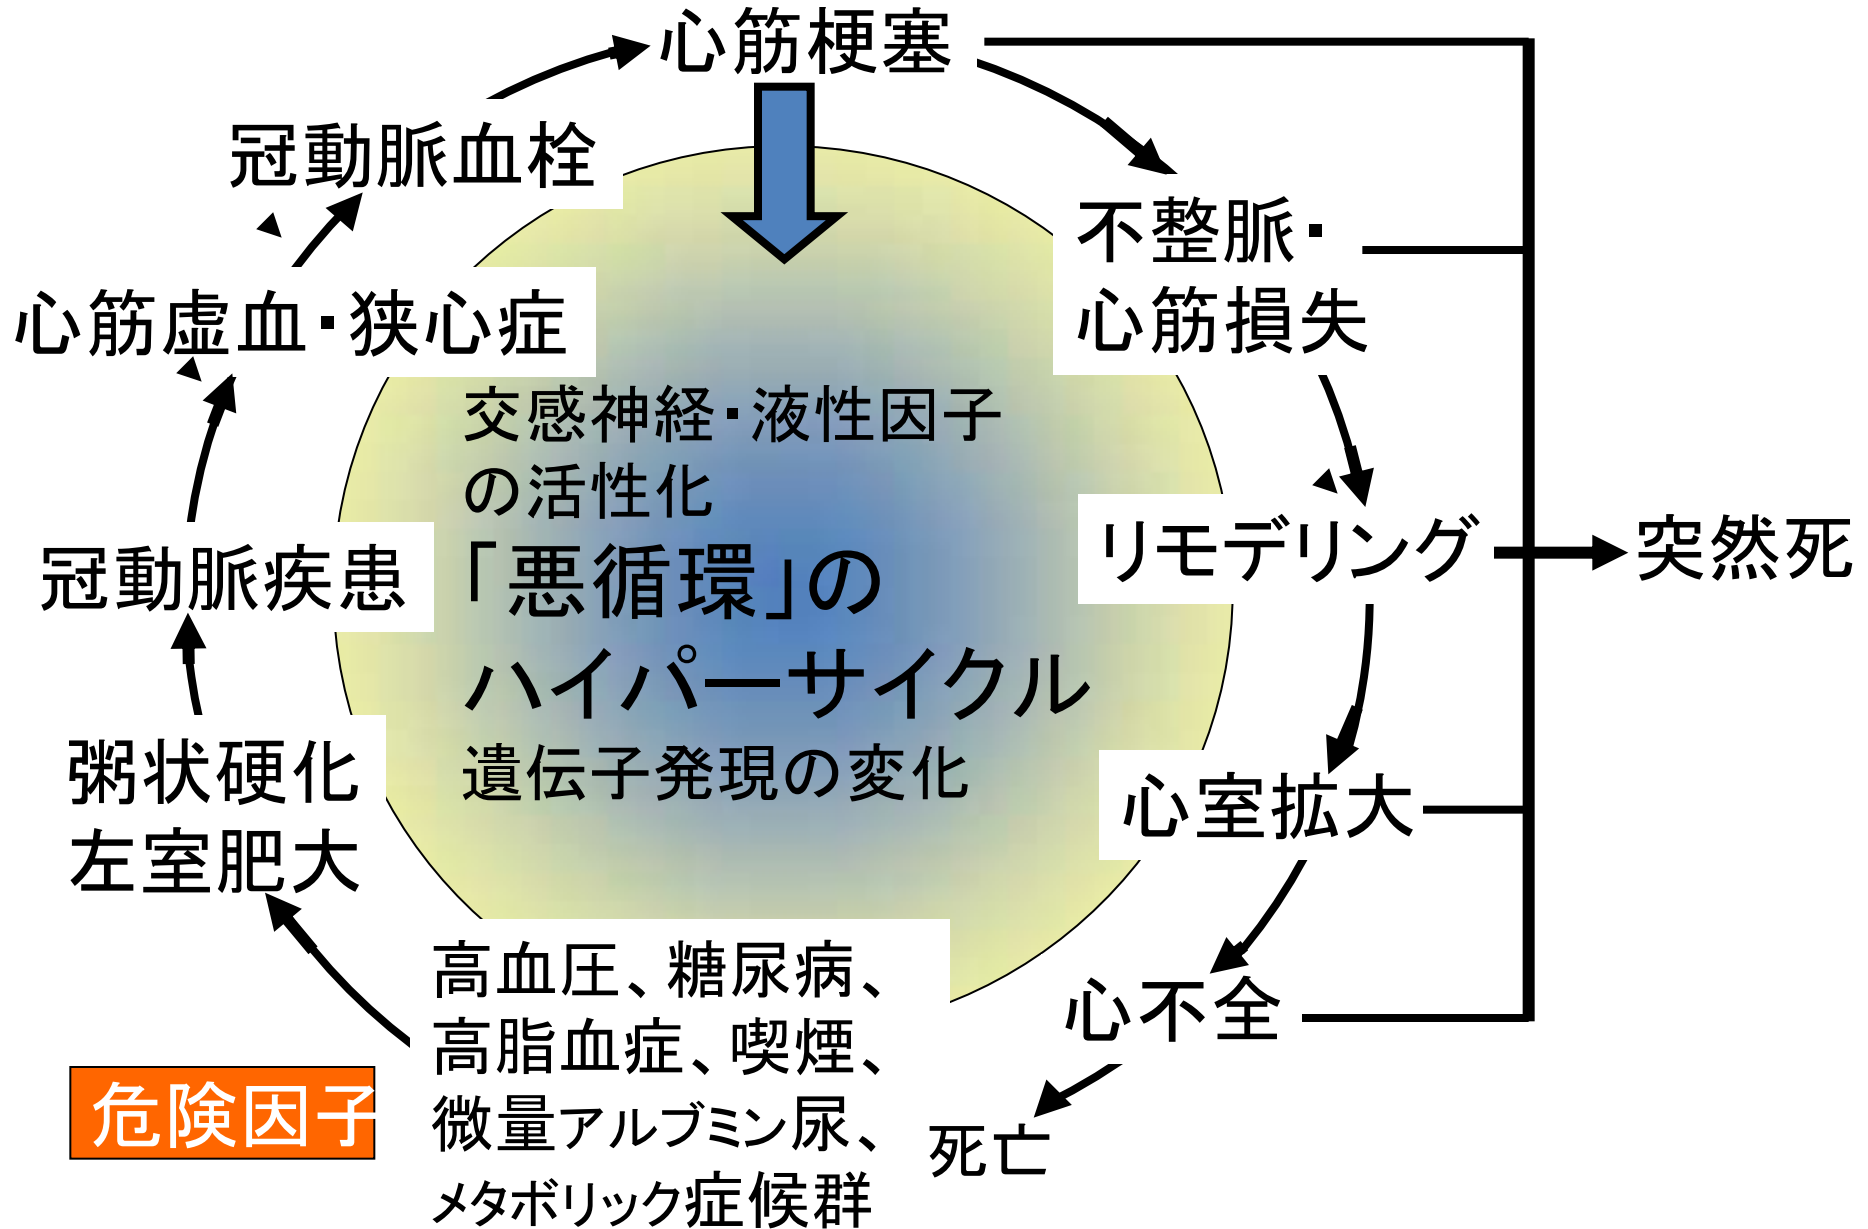 心筋梗塞
冠動脈血栓
不整脈・
心筋損失
心筋虚血・狭心症
交感神経・液性因子
の活性化
「悪循環」の
ハイパーサイクル
遺伝子発現の変化
リモデリング
突然死
冠動脈疾患
粥状硬化
左室肥大
心室拡大
心不全
高血圧、糖尿病、
高脂血症、喫煙、
微量アルブミン尿、
メタボリック症候群
危険因子
死亡